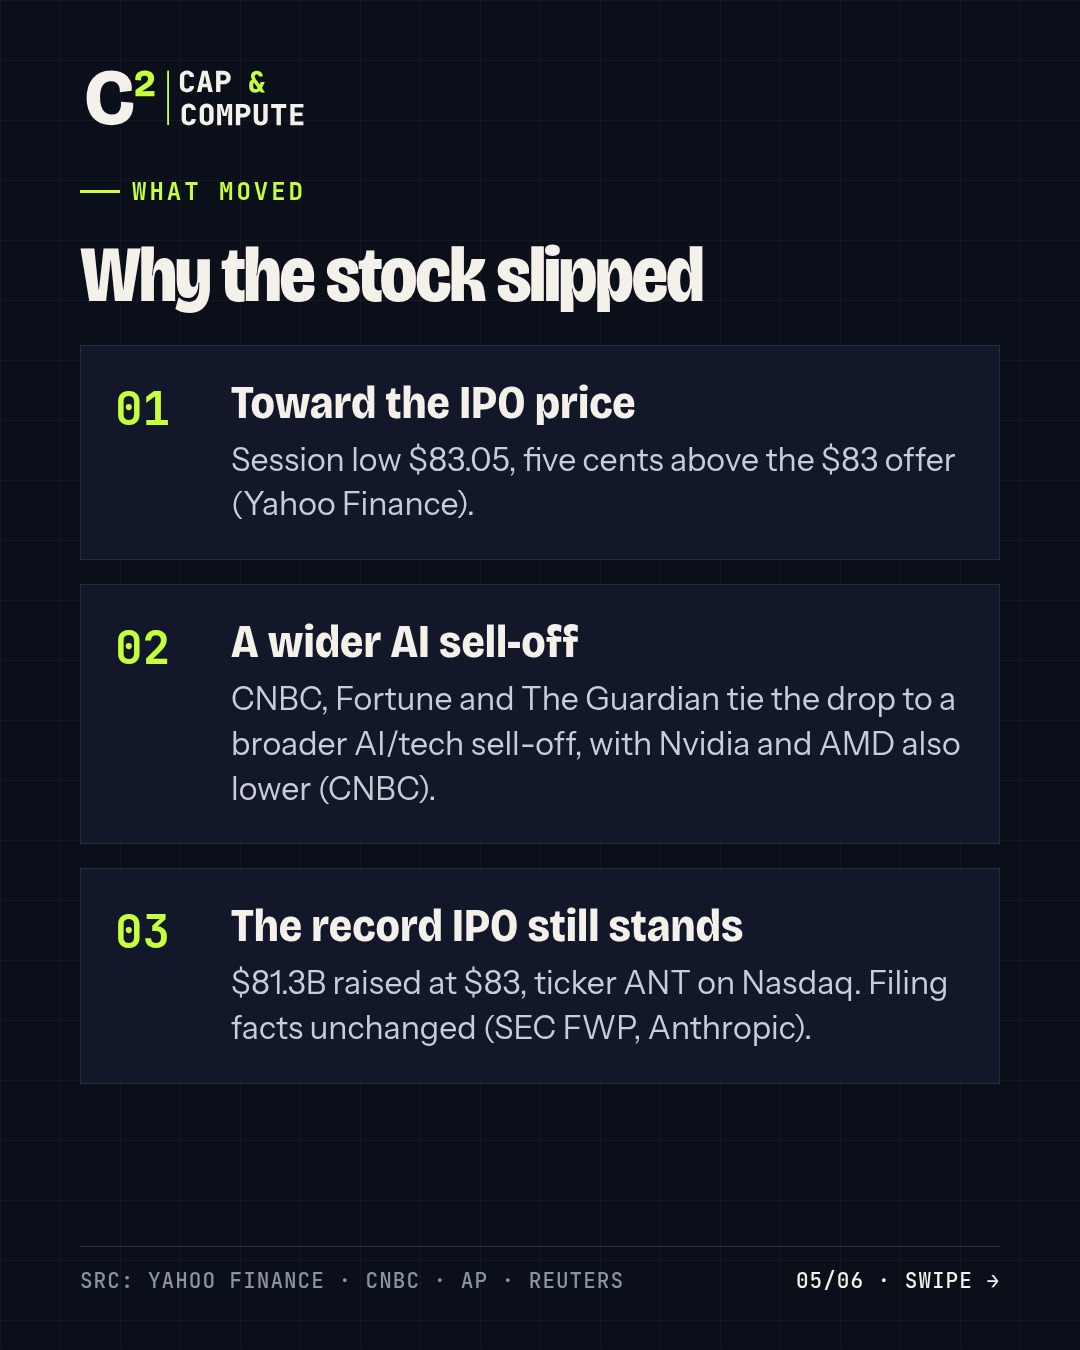 C² CAP &
COMPUTE
WHAT MOVED
Why the stock slipped
01
Toward the IPO price
Session low $83.05, five cents above the $83 offer
(Yahoo Finance).
02
A wider AI sell-off
CNBC, Fortune and The Guardian tie the drop to a
broader AI/tech sell-off, with Nvidia and AMD also
lower (CNBC).
03
The record IPO still stands
$81.3B raised at $83, ticker ANT on Nasdaq. Filing
facts unchanged (SEC FWP, Anthropic).
SRC: YAHOO FINANCE · CNBC · AP · REUTERS
05/06 · SWIPE →